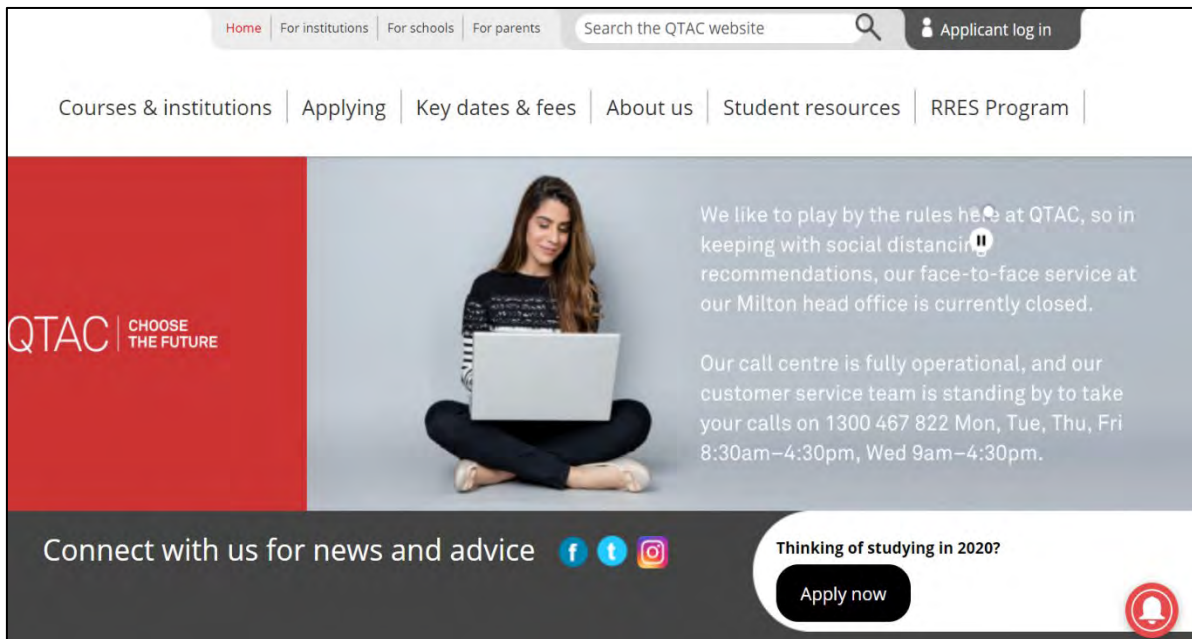 Home For institutions For schools For parents
Search the QTAC website
Applicant log in
Courses & institutions Applying Key dates & fees About us Student resources RRES Program
QTAC CHOOSE
THE FUTURE
We like to play by the rules here at QTAC, so in
keeping with social distancing
recommendations, our face-to-face service at
our Milton head office is currently closed.
Our call centre is fully operational, and our
customer service team is standing by to take
your calls on 1300 467 822 Mon, Tue, Thu, Fri
8:30am–4:30pm, Wed 9am–4:30pm.
Connect with us for news and advice
Thinking of studying in 2020?
Apply now